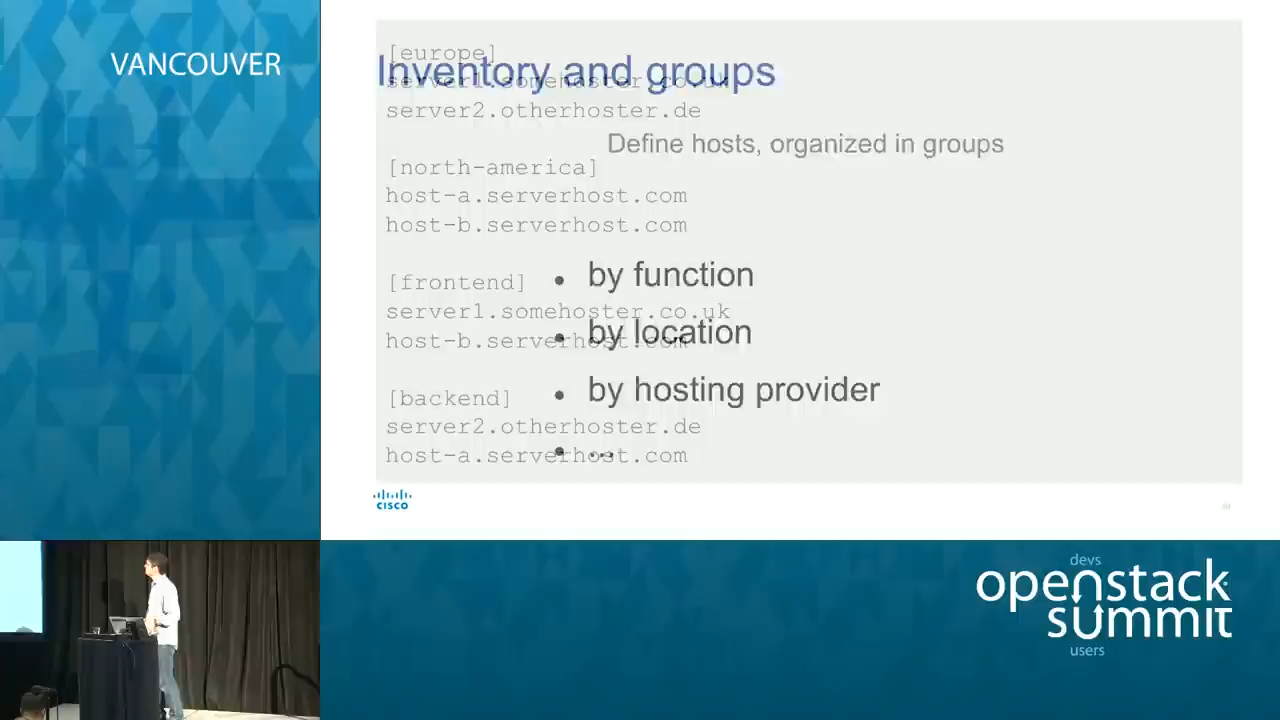 VANCOUVER
[europe]
Inventory and groups
server1.somehoster.co.uk
server2.otherhoster.de
Define hosts, organized in groups
[north-america]
host-a.serverhost.com
host-b.serverhost.com
• by function
[frontend]
server1.somehoster.co.uk
• by location
host-b.serverhost.com
• by hosting provider
[backend]
server2.otherhoster.de
• ...
host-a.serverhost.com
CISCO
devs
openstack
summit
users